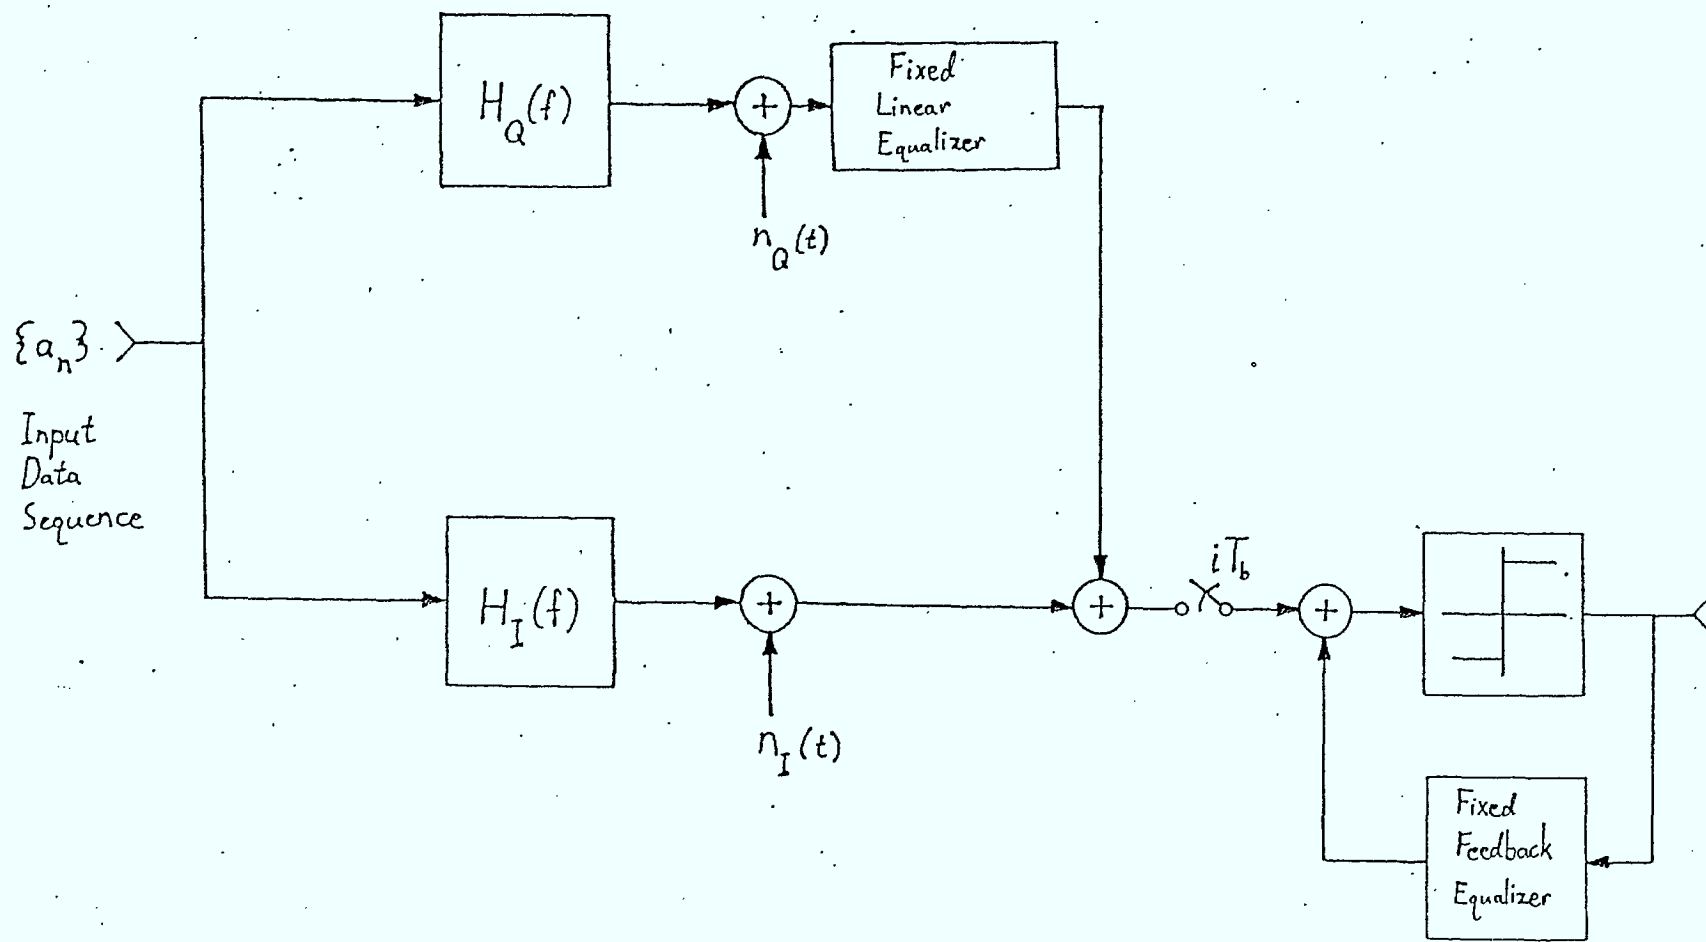 H_Q(f)
+
Fixed
Linear
Equalizer
n_Q(t)
{a_n}
Input
Data
Sequence
H_I(f)
+
n_I(t)
+
iT_b
+
Fixed
Feedback
Equalizer